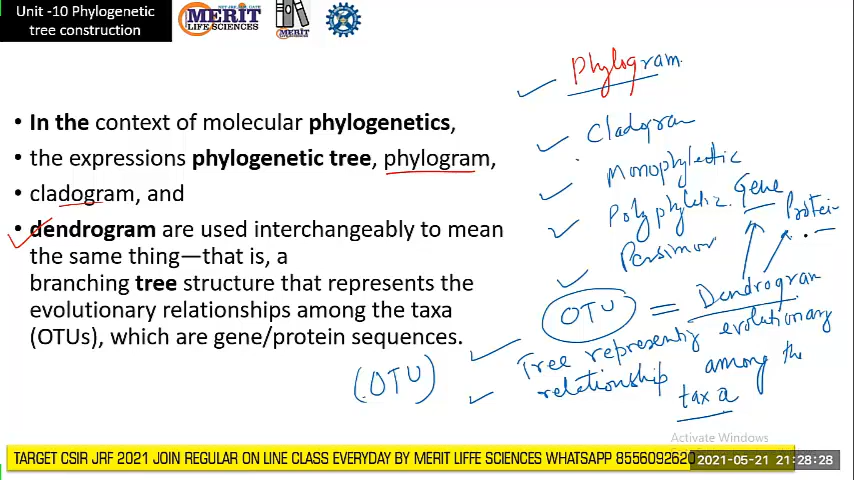 Unit -10 Phylogenetic
tree construction
MERIT
LIFE SCIENCES
MERIT
Phylogram.
Cladogram
Monophylectic
Polyphyletic. Gene
Protein
Parsimor
OTU = Dendrogram
Tree representig evolutionary
relationship among the
taxa
• In the context of molecular phylogenetics,
• the expressions phylogenetic tree, phylogram,
• cladogram, and
• dendrogram are used interchangeably to mean
the same thing—that is, a
branching tree structure that represents the
evolutionary relationships among the taxa
(OTUs), which are gene/protein sequences.
(OTU)
Activate Windows
TARGET CSIR JRF 2021 JOIN REGULAR ON LINE CLASS EVERYDAY BY MERIT LIFFE SCIENCES WHATSAPP 8556092620
2021-05-21 21:28:28